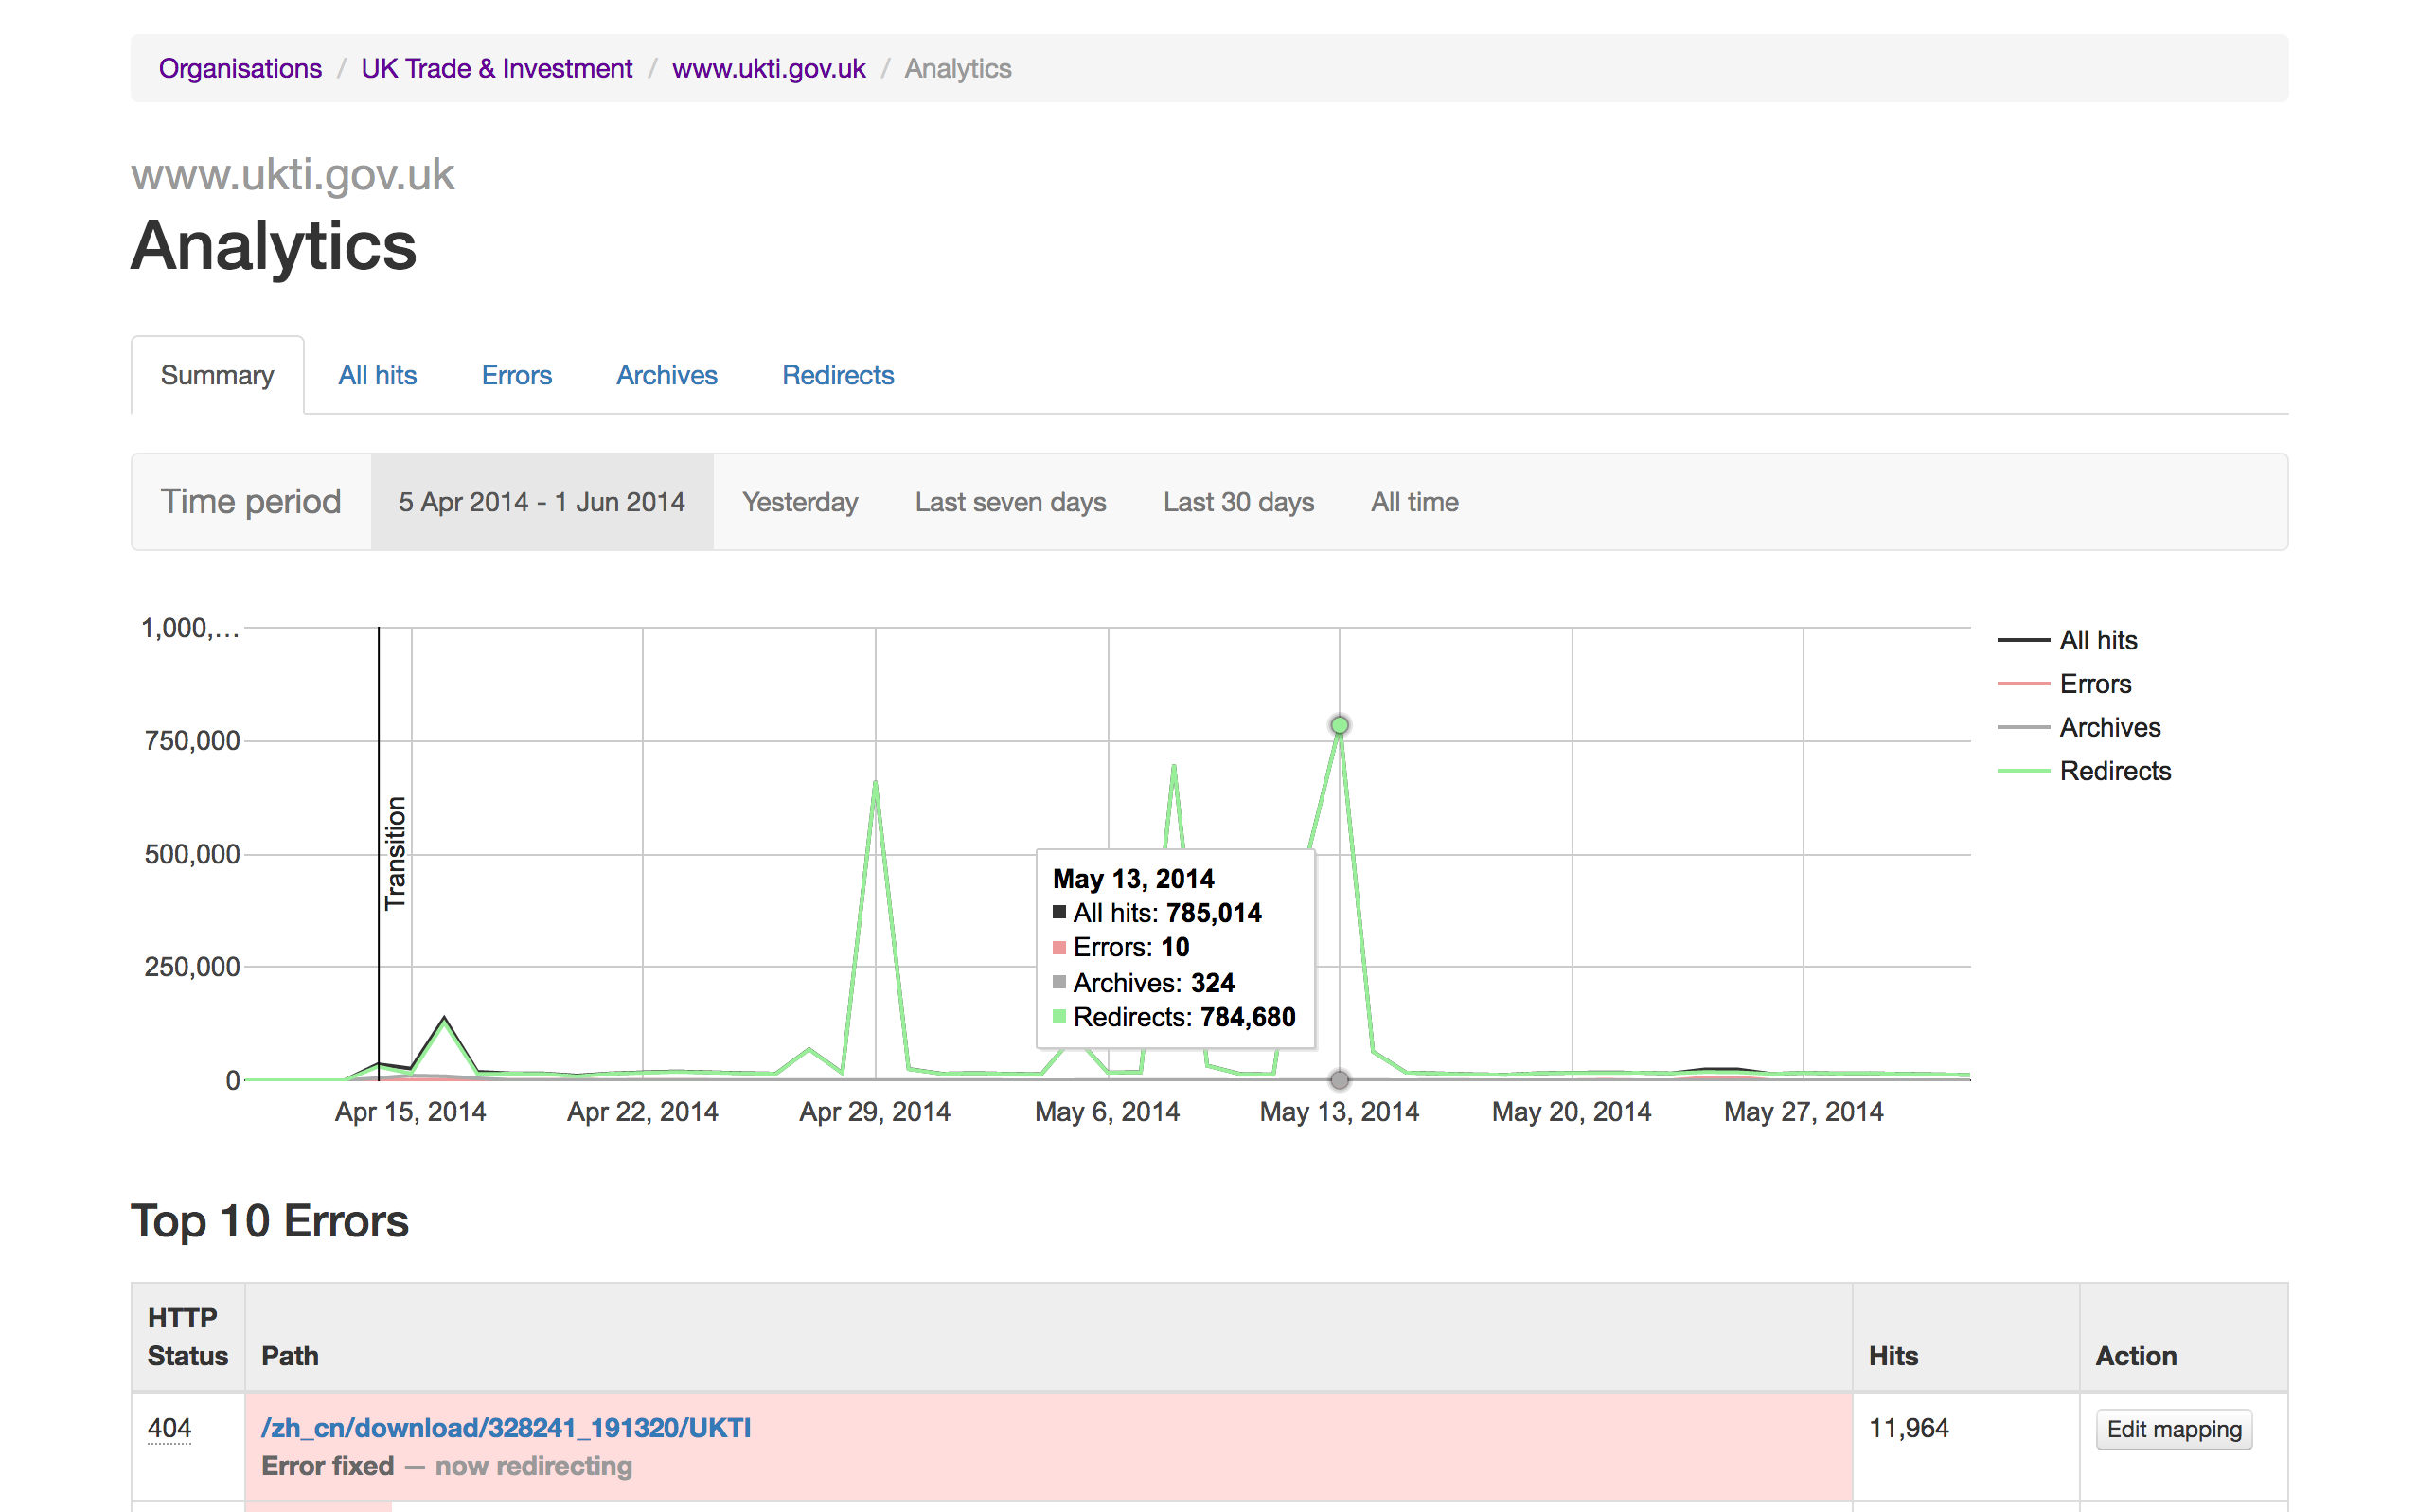 Organisations / UK Trade & Investment / www.ukti.gov.uk / Analytics
www.ukti.gov.uk
Analytics
Summary All hits Errors Archives Redirects
Time period 5 Apr 2014 - 1 Jun 2014 Yesterday Last seven days Last 30 days All time
1,000,…
750,000
500,000
250,000
0
Transition
All hits
Errors
Archives
Redirects
May 13, 2014
All hits: 785,014
Errors: 10
Archives: 324
Redirects: 784,680
Apr 15, 2014 Apr 22, 2014 Apr 29, 2014 May 6, 2014 May 13, 2014 May 20, 2014 May 27, 2014
Top 10 Errors
HTTP Status Path Hits Action
404 /zh_cn/download/328241_191320/UKTI 11,964 Edit mapping
Error fixed — now redirecting